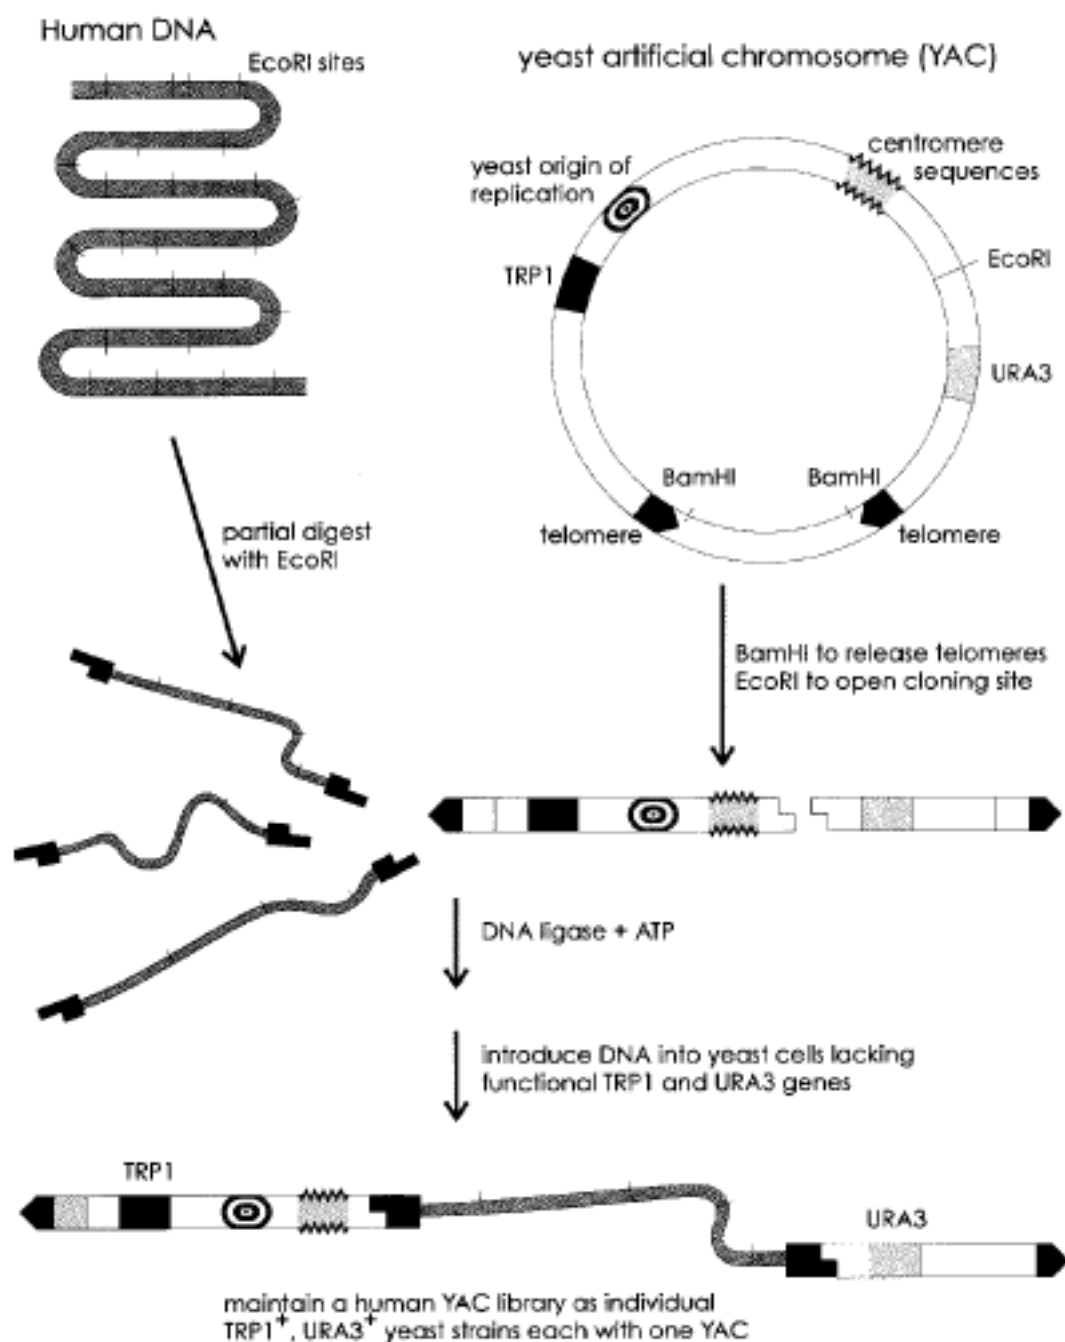 Human DNA
EcoRI sites
yeast artificial chromosome (YAC)
centromere
sequences
yeast origin of
replication
TRP1
EcoRI
URA3
BamHI
BamHI
telomere
telomere
partial digest
with EcoRI
BamHI to release telomeres
EcoRI to open cloning site
DNA ligase + ATP
introduce DNA into yeast cells lacking
functional TRP1 and URA3 genes
TRP1
URA3
maintain a human YAC library as individual
TRP1⁺, URA3⁺ yeast strains each with one YAC